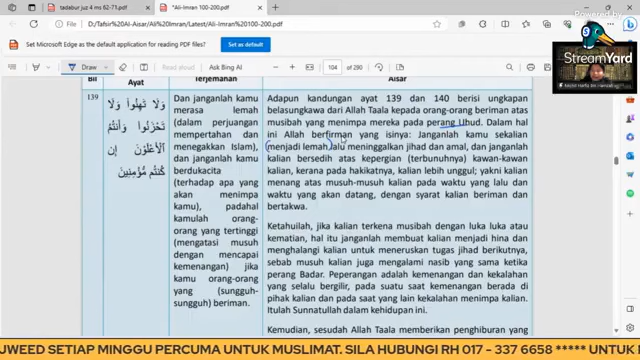 tadabur juz 4 ms 62-71.pdf
*Ali-Imran 100-200.pdf
File
D:/Tafsir%20Al-Aisar/Ali%20Imran/Latest/Ali-Imran%20100-200.pdf
Set Microsoft Edge as the default application for reading PDF files?
Set as default
StreamYard
Draw
Ask Bing AI
104
of 290
Bil
Ayat
Terjemahan
Aisar
139
وَلَا تَهِنُوا۟ وَلَا
تَحْزَنُوا۟ وَأَنتُمُ
ٱلْأَعْلَوْنَ إِن
كُنتُم مُّؤْمِنِينَ
Dan janganlah kamu
merasa lemah
(dalam perjuangan
mempertahan dan
menegakkan Islam),
dan janganlah kamu
berdukacita
(terhadap apa yang
akan menimpa
kamu), padahal
kamulah orang-
orang yang tertinggi
(mengatasi musuh
dengan mencapai
kemenangan) jika
kamu orang-orang
yang (sungguh-
sungguh) beriman.
Adapun kandungan ayat 139 dan 140 berisi ungkapan
belasungkawa dari Allah Taala kepada orang-orang beriman atas
musibah yang menimpa mereka pada perang Uhud. Dalam hal
ini Allah berfirman yang isinya: Janganlah kamu sekalian
menjadi lemah lalu meninggalkan jihad dan amal, dan janganlah
kalian bersedih atas kepergian (terbunuhnya) kawan-kawan
kalian, kerana pada hakikatnya, kalian lebih unggul; yakni kalian
menang atas musuh-musuh kalian pada waktu yang lalu dan
waktu yang akan datang, dengan syarat kalian beriman dan
bertakwa.
Ketahuilah, jika kalian terkena musibah dengan luka luka atau
kematian, hal itu janganlah membuat kalian menjadi hina dan
menghalangi kalian untuk meneruskan tugas jihad berikutnya,
sebab musuh kalian juga mengalami nasib yang sama ketika
perang Badar. Peperangan adalah kemenangan dan kekalahan
yang selalu bergilir, pada suatu saat kemenangan berada di
pihak kalian dan pada saat yang lain kekalahan menimpa kalian.
Itulah Sunnatullah dalam kehidupan ini.
Kemudian, sesudah Allah Taala memberikan penghiburan yang
UWEED SETIAP MINGGU PERCUMA UNTUK MUSLIMAT. SMS/CALL RH 017 - 337 6658 ***** UNTUK D